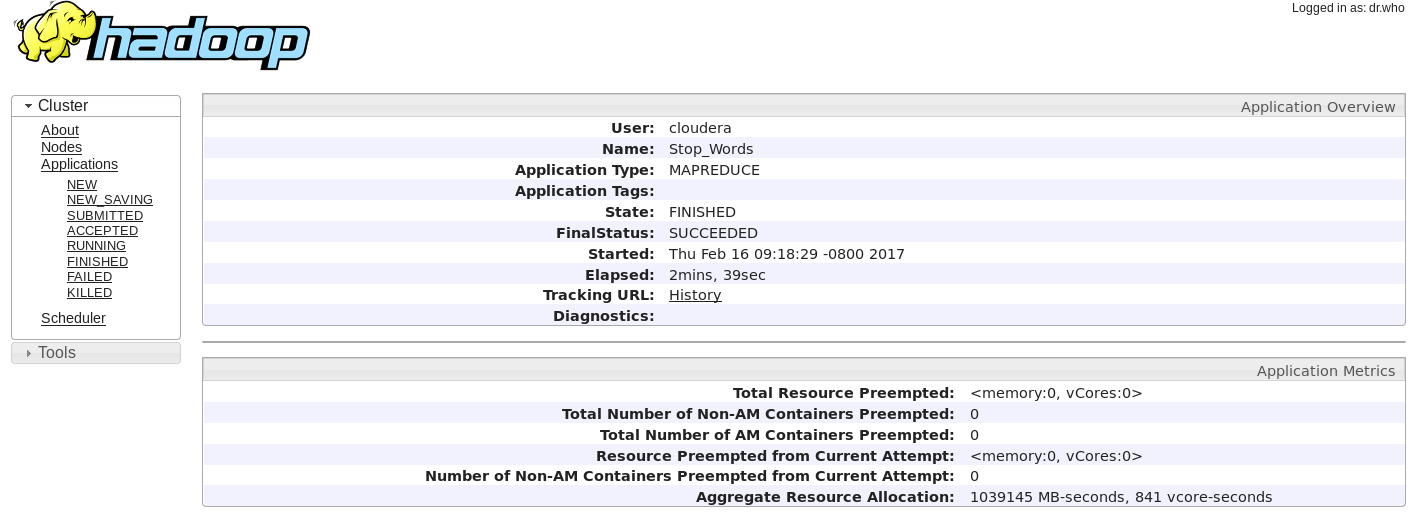 hadoop
Logged in as: dr.who
Cluster
About
Nodes
Applications
NEW
NEW_SAVING
SUBMITTED
ACCEPTED
RUNNING
FINISHED
FAILED
KILLED
Scheduler
Tools
Application Overview
User: cloudera
Name: Stop_Words
Application Type: MAPREDUCE
Application Tags:
State: FINISHED
FinalStatus: SUCCEEDED
Started: Thu Feb 16 09:18:29 -0800 2017
Elapsed: 2mins, 39sec
Tracking URL: History
Diagnostics:
Application Metrics
Total Resource Preempted: <memory:0, vCores:0>
Total Number of Non-AM Containers Preempted: 0
Total Number of AM Containers Preempted: 0
Resource Preempted from Current Attempt: <memory:0, vCores:0>
Number of Non-AM Containers Preempted from Current Attempt: 0
Aggregate Resource Allocation: 1039145 MB-seconds, 841 vcore-seconds